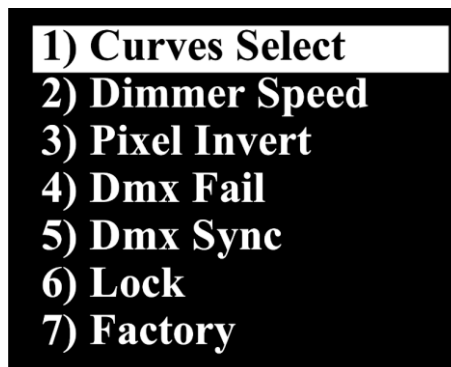 1) Curves Select
2) Dimmer Speed
3) Pixel Invert
4) Dmx Fail
5) Dmx Sync
6) Lock
7) Factory